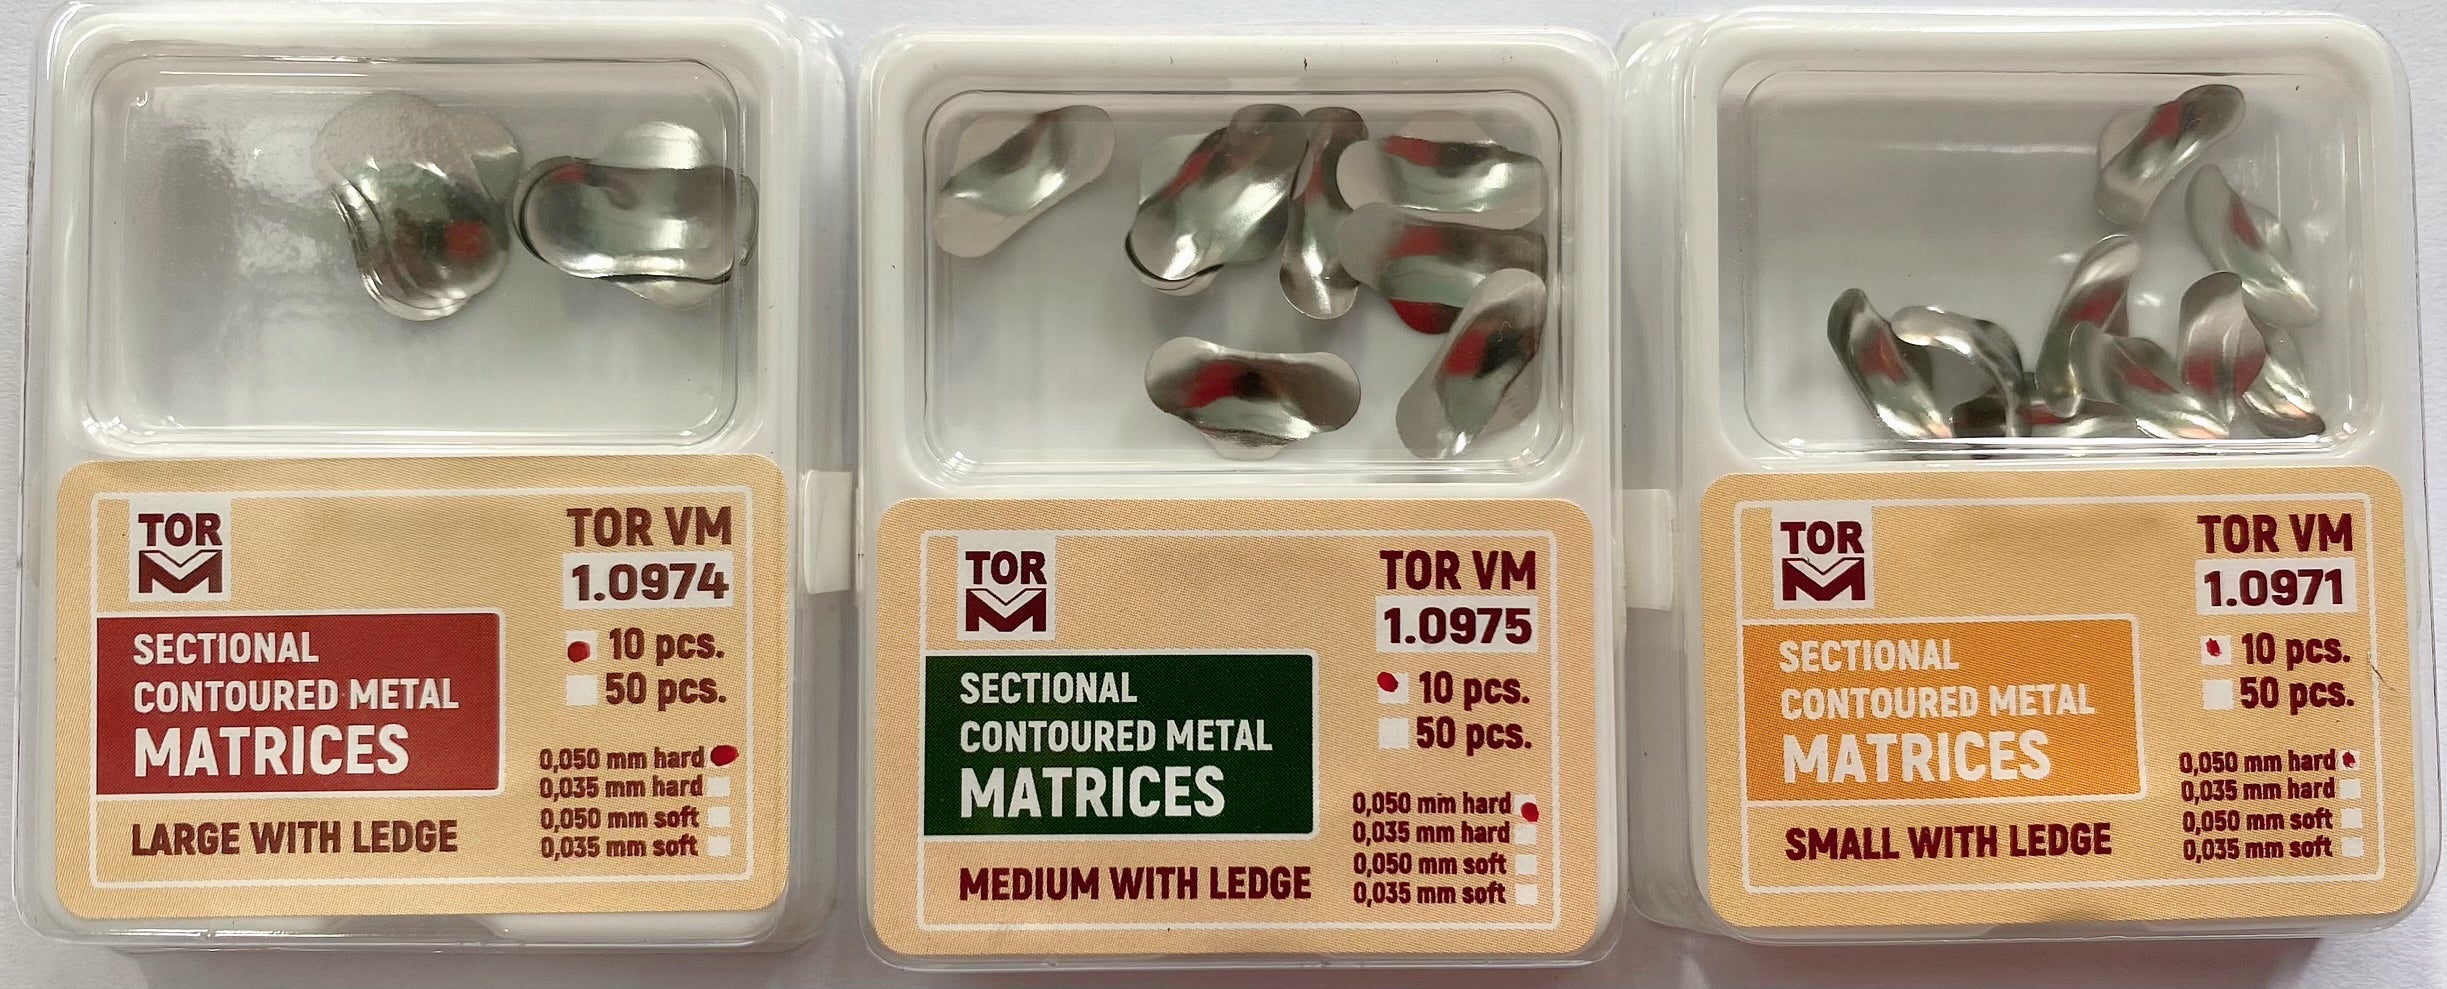 TOR
VM
TOR VM
1.0974
SECTIONAL
CONTOURED METAL
MATRICES
LARGE WITH LEDGE
10 pcs.
50 pcs.
0,050 mm hard
0,035 mm hard
0,050 mm soft
0,035 mm soft
TOR
VM
TOR VM
1.0975
SECTIONAL
CONTOURED METAL
MATRICES
MEDIUM WITH LEDGE
10 pcs.
50 pcs.
0,050 mm hard
0,035 mm hard
0,050 mm soft
0,035 mm soft
TOR
VM
TOR VM
1.0971
SECTIONAL
CONTOURED METAL
MATRICES
SMALL WITH LEDGE
10 pcs.
50 pcs.
0,050 mm hard
0,035 mm hard
0,050 mm soft
0,035 mm soft